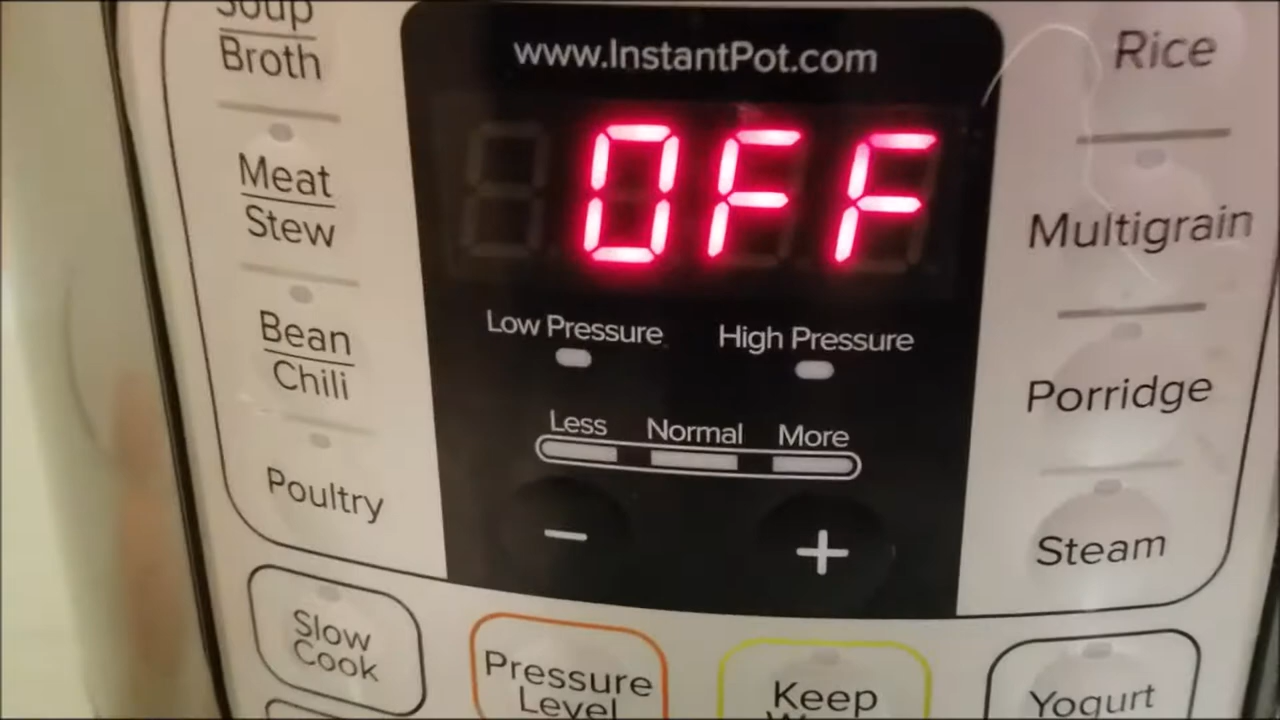 Soup
Broth
Meat
Stew
Bean
Chili
Poultry
www.InstantPot.com
OFF
Low Pressure
High Pressure
Less Normal More
- +
Rice
Multigrain
Porridge
Steam
Slow
Cook
Pressure
Level
Keep
Yogurt